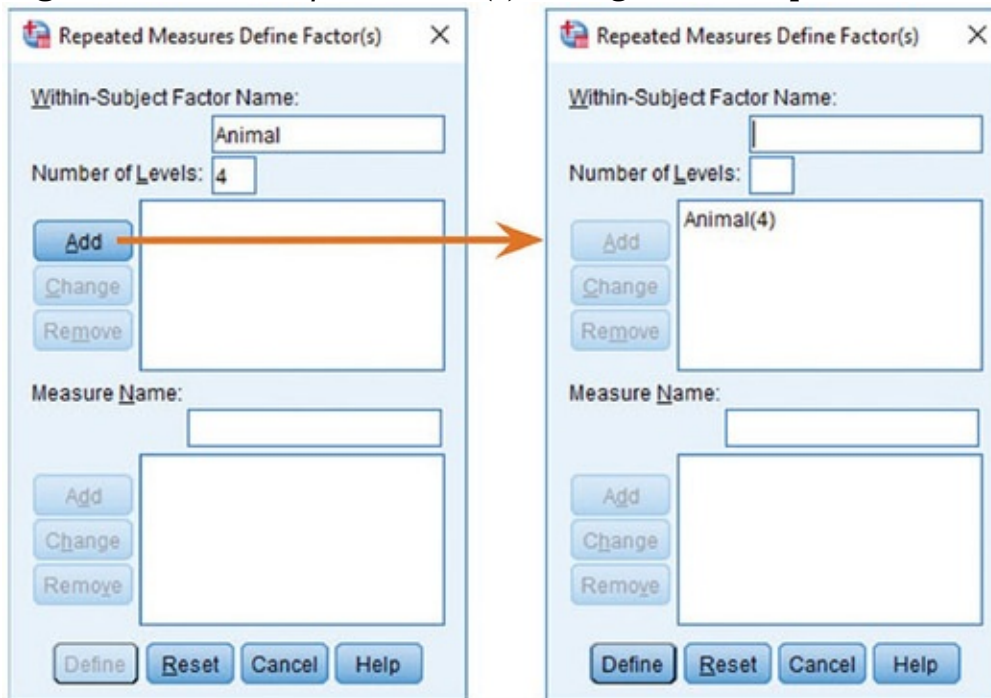 Repeated Measures Define Factor(s)
Within-Subject Factor Name:
Animal
Number of Levels: 4
Add
Change
Remove
Measure Name:
Add
Change
Remove
Define Reset Cancel Help
Repeated Measures Define Factor(s)
Within-Subject Factor Name:
Number of Levels:
Add
Animal(4)
Change
Remove
Measure Name:
Add
Change
Remove
Define Reset Cancel Help